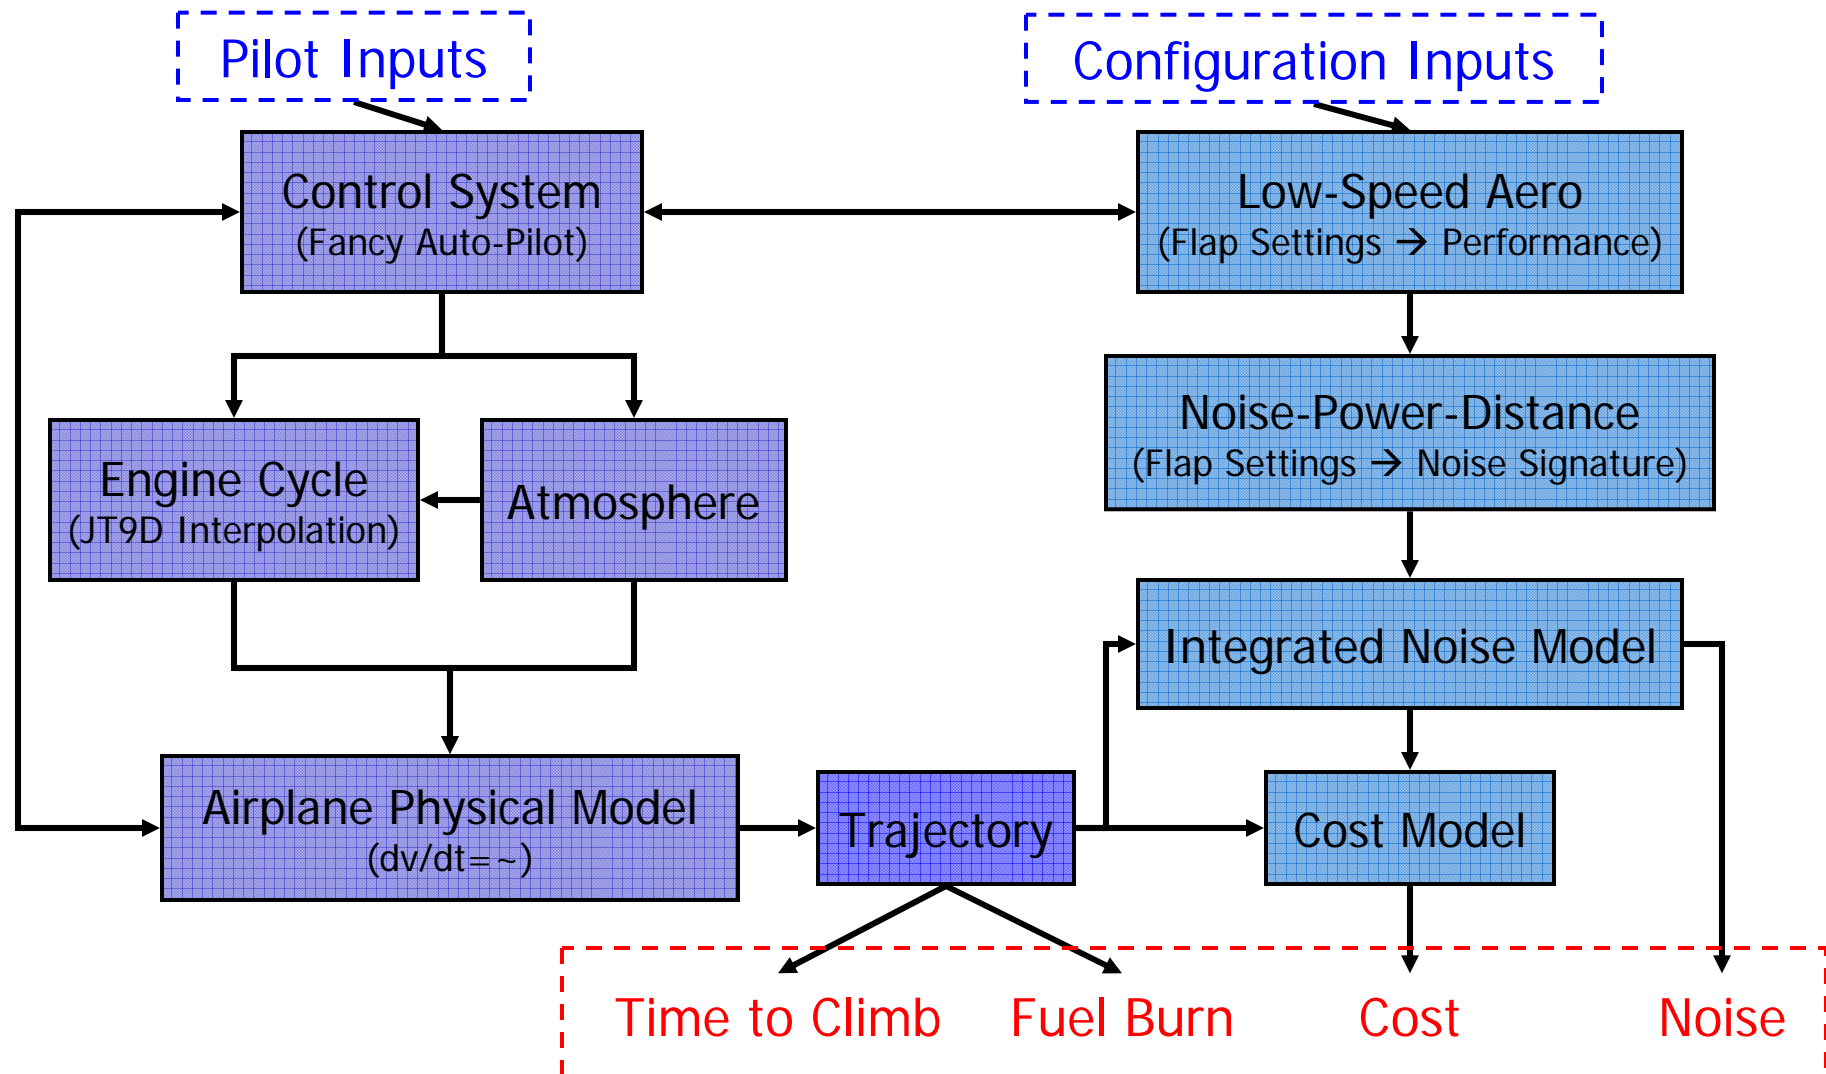 Pilot Inputs
Configuration Inputs
Control System
(Fancy Auto-Pilot)
Low-Speed Aero
(Flap Settings → Performance)
Engine Cycle
(JT9D Interpolation)
Atmosphere
Noise-Power-Distance
(Flap Settings → Noise Signature)
Integrated Noise Model
Airplane Physical Model
(dv/dt=~)
Trajectory
Cost Model
Time to Climb
Fuel Burn
Cost
Noise